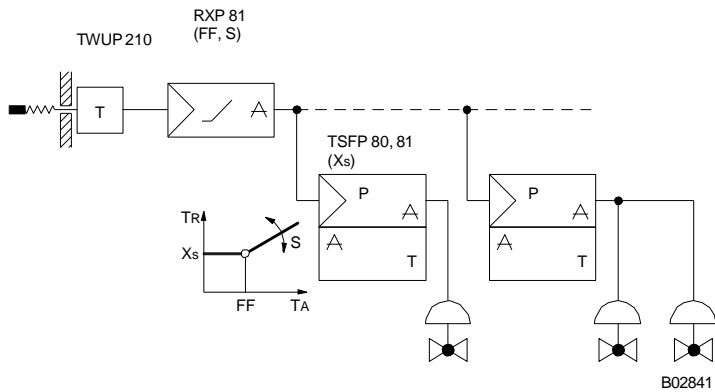 RXP 81
(FF, S)
TWUP 210
T
A
TSFP 80, 81
(Xs)
P
A
A
T
P
A
A
T
TR
Xs
S
FF
TA
B02841